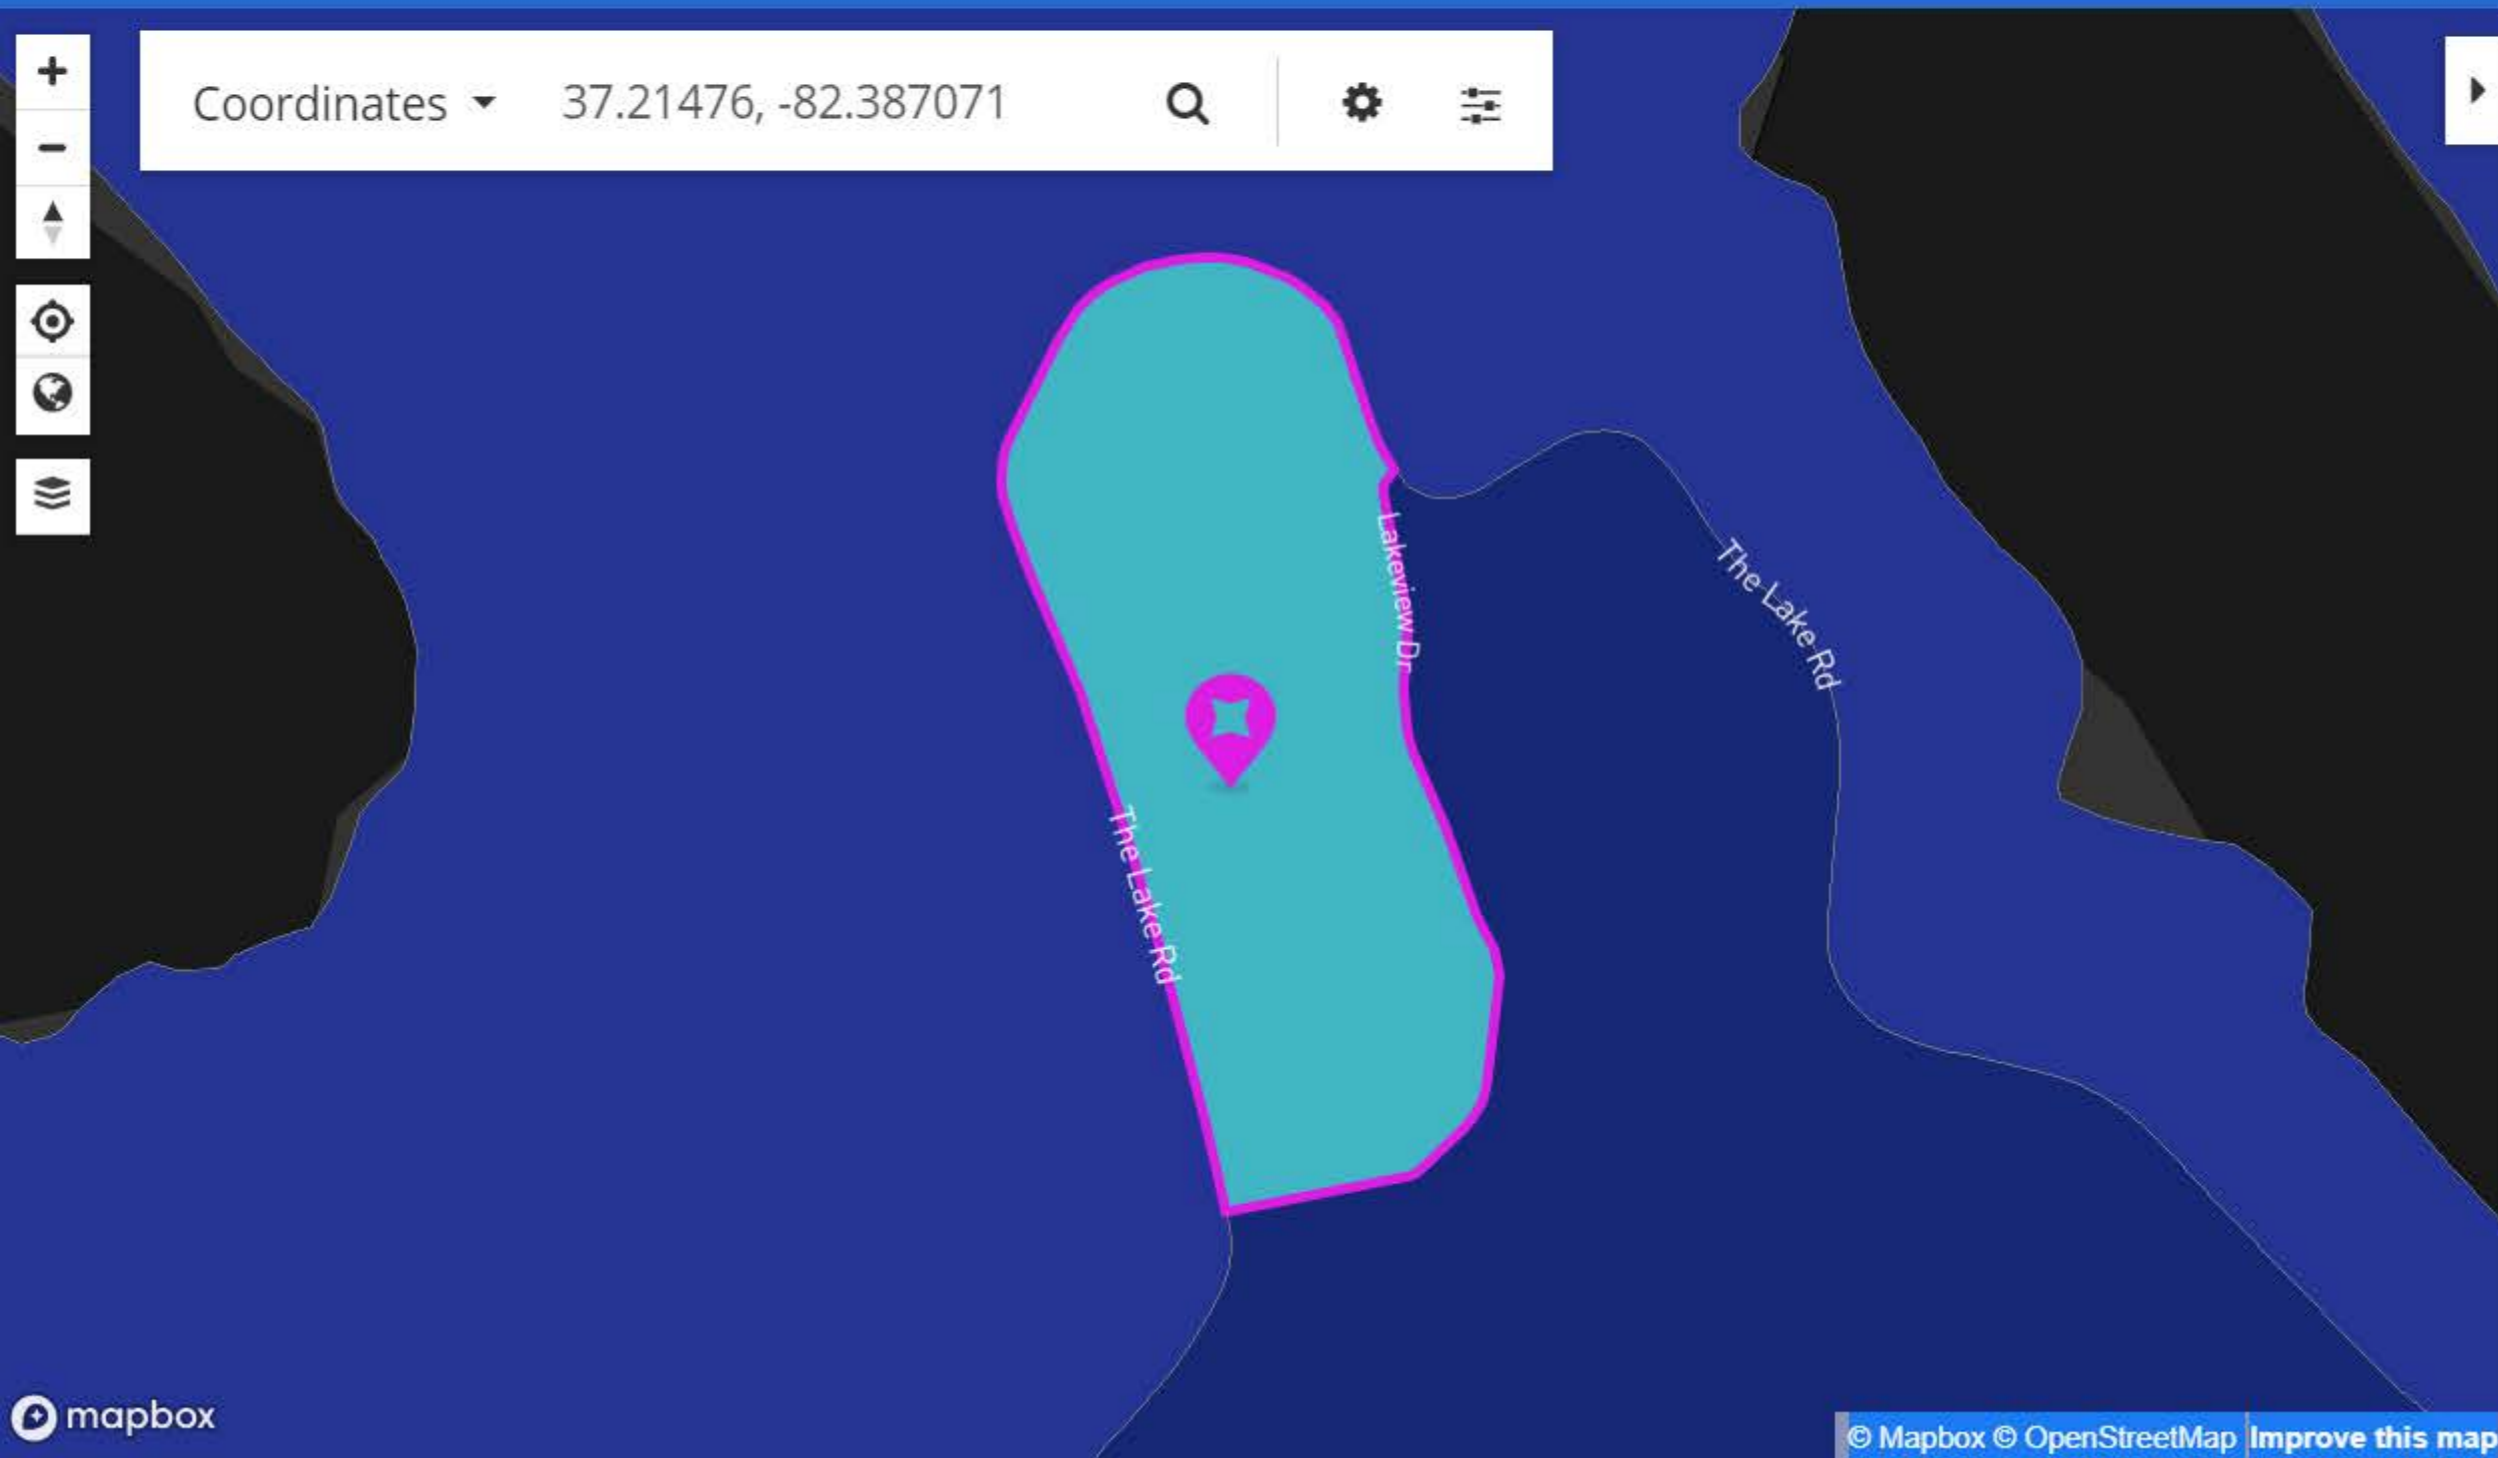 Coordinates 37.21476, -82.387071
Lakeview Dr
The Lake Rd
The Lake Rd
mapbox
© Mapbox © OpenStreetMap Improve this map